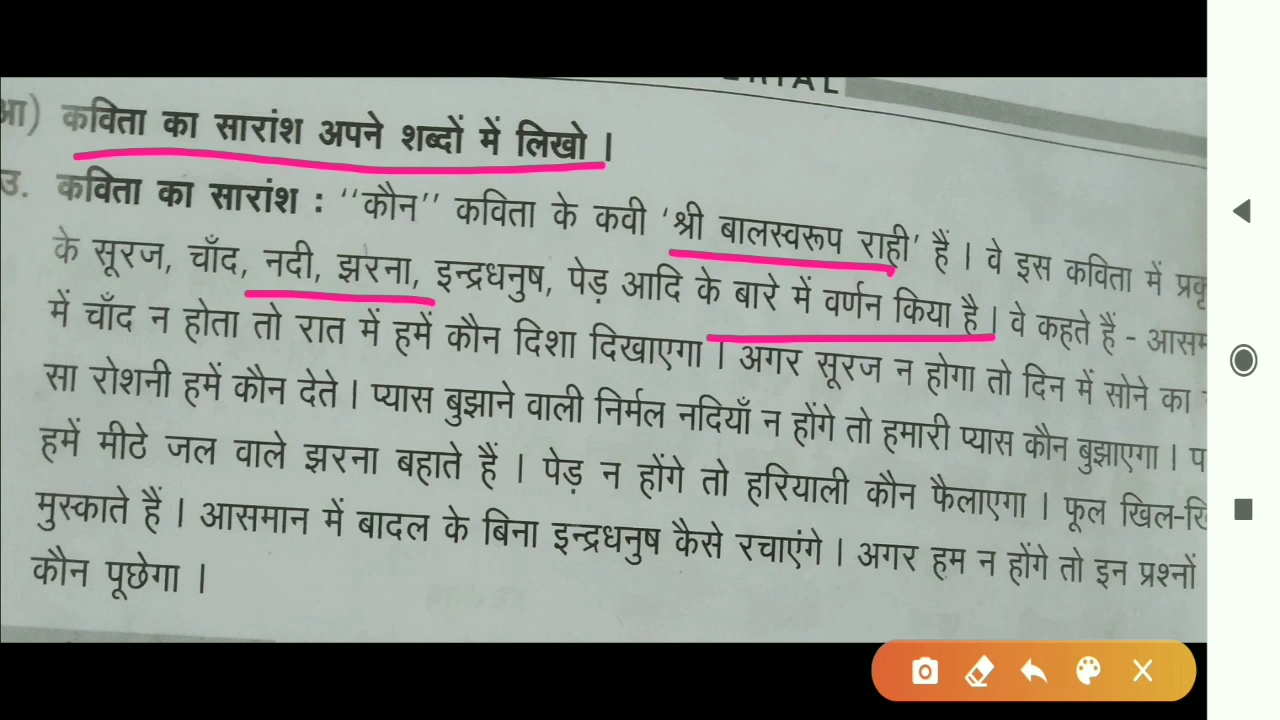 आ) कविता का सारांश अपने शब्दों में लिखो ।
उ. कविता का सारांश : ‘‘कौन’’ कविता के कवी ‘श्री बालस्वरूप राही’ हैं । वे इस कविता में
के सूरज, चाँद, नदी, झरना, इन्द्रधनुष, पेड़ आदि के बारे में वर्णन किया है । वे कहते हैं -
में चाँद न होता तो रात में हमें कौन दिशा दिखाएगा । अगर सूरज न होगा तो दिन में सोने का
सा रोशनी हमें कौन देते । प्यास बुझाने वाली निर्मल नदियाँ न होंगे तो हमारी प्यास कौन बुझाएगा ।
हमें मीठे जल वाले झरना बहाते हैं । पेड़ न होंगे तो हरियाली कौन फैलाएगा । फूल
मुस्काते हैं । आसमान में बादल के बिना इन्द्रधनुष कैसे रचाएंगे । अगर हम न होंगे तो इन प्रश्नों
कौन पूछेगा ।